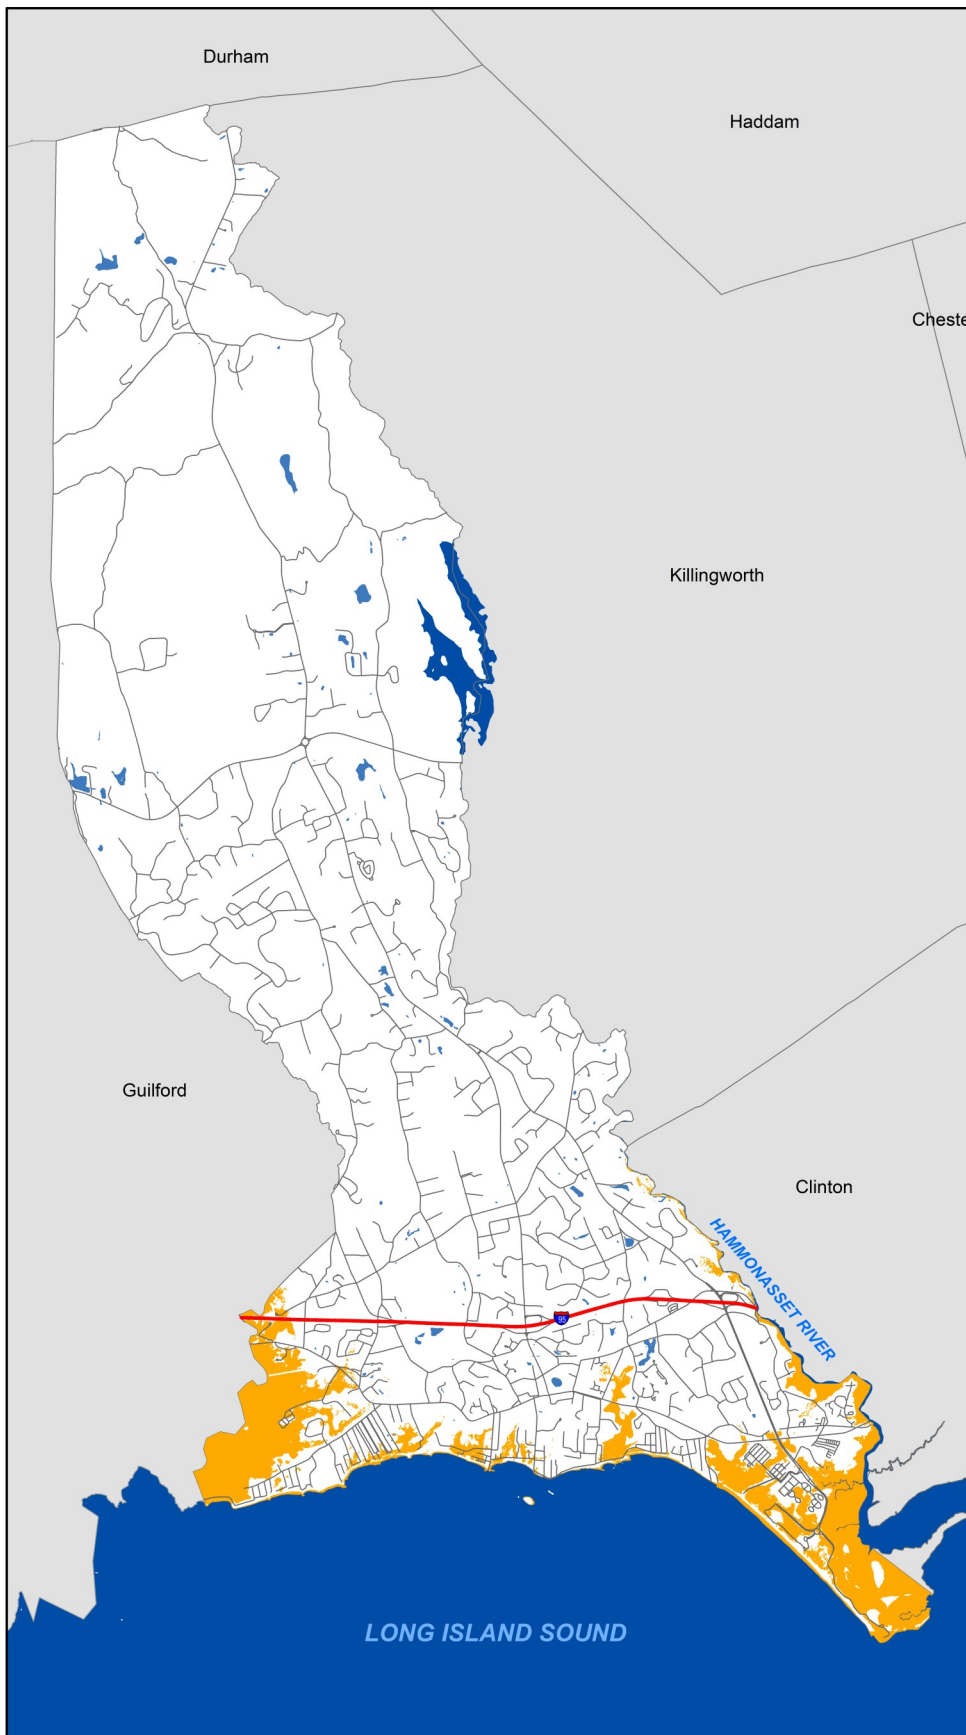 Durham
Haddam
Cheste
Killingworth
Guilford
Clinton
HAMMONASSET RIVER
95
LONG ISLAND SOUND